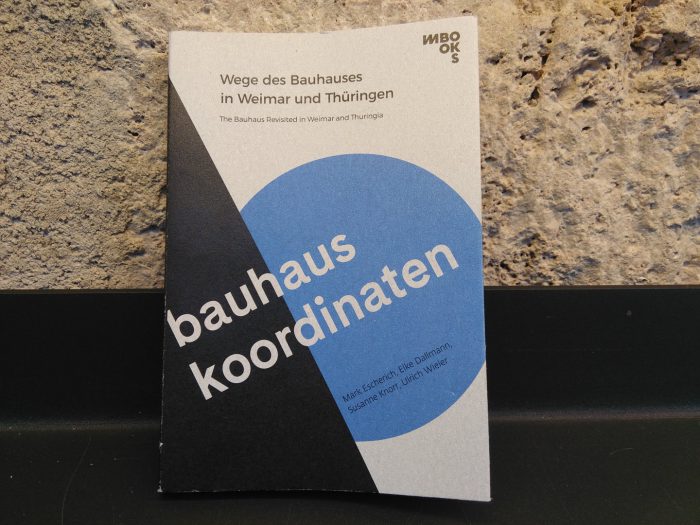 MBO
OK
S
Wege des Bauhauses
in Weimar und Thüringen
The Bauhaus Revisited in Weimar and Thuringia
bauhaus
koordinaten
Mark Escherich, Elke Dallmann,
Susanne Knorr, Ulrich Wieler